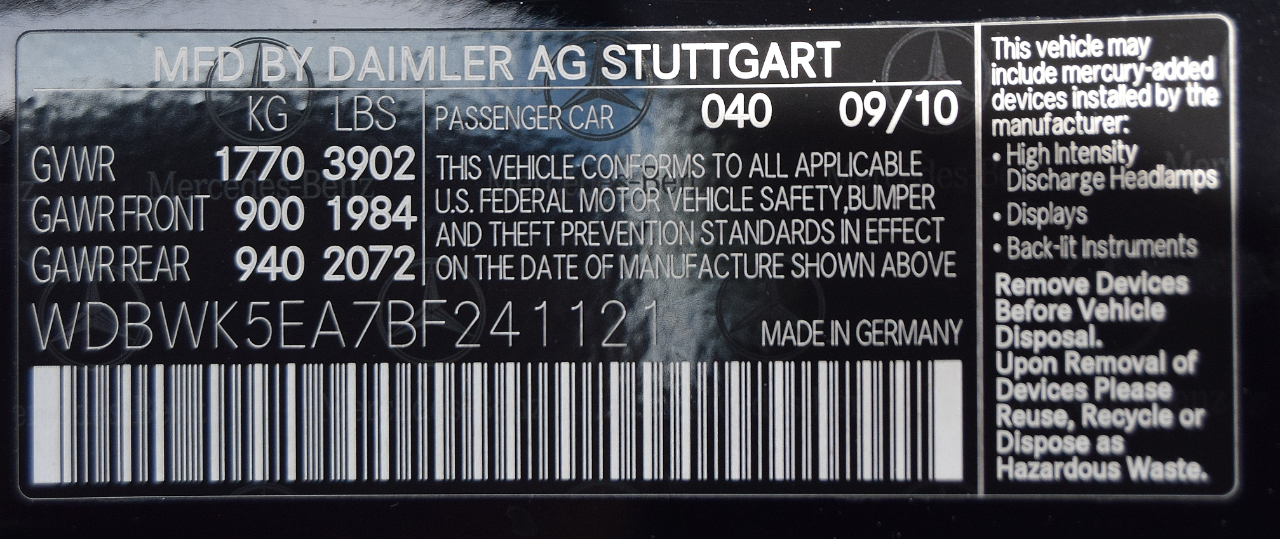 MFD BY DAIMLER AG STUTTGART
KG LBS
GVWR 1770 3902
GAWR FRONT 900 1984
GAWR REAR 940 2072
PASSENGER CAR 040 09/10
THIS VEHICLE CONFORMS TO ALL APPLICABLE
U.S. FEDERAL MOTOR VEHICLE SAFETY,BUMPER
AND THEFT PREVENTION STANDARDS IN EFFECT
ON THE DATE OF MANUFACTURE SHOWN ABOVE
WDBWK5EA7BF241121
MADE IN GERMANY
This vehicle may
include mercury-added
devices installed by the
manufacturer:
• High Intensity
Discharge Headlamps
• Displays
• Back-lit Instruments
Remove Devices
Before Vehicle
Disposal.
Upon Removal of
Devices Please
Reuse, Recycle or
Dispose as
Hazardous Waste.
Mercedes-Benz